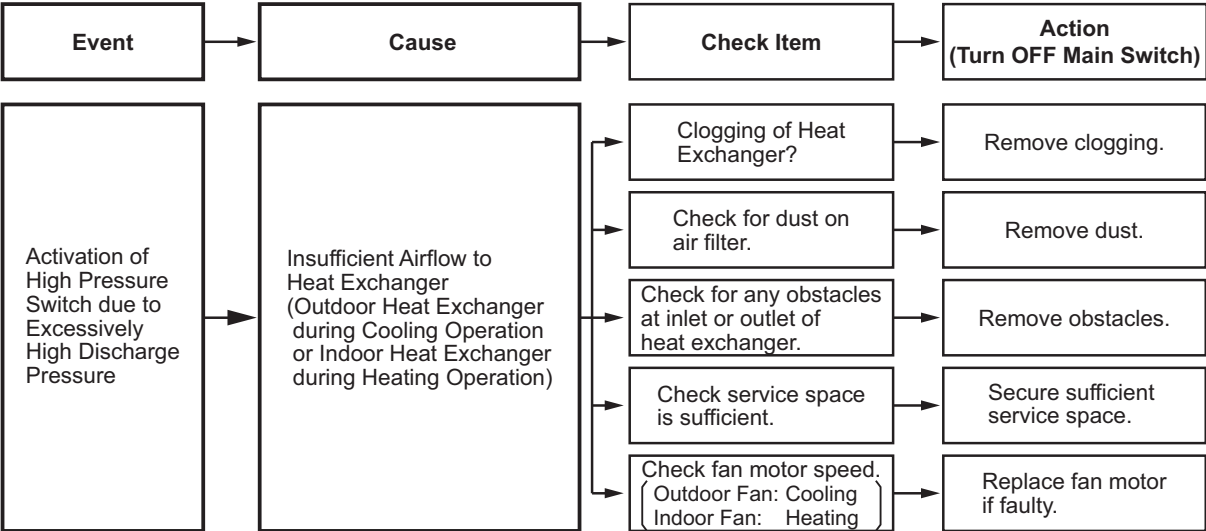 Event
Cause
Check Item
Action
(Turn OFF Main Switch)
Activation of
High Pressure
Switch due to
Excessively
High Discharge
Pressure
Insufficient Airflow to
Heat Exchanger
(Outdoor Heat Exchanger
during Cooling Operation
or Indoor Heat Exchanger
during Heating Operation)
Clogging of Heat
Exchanger?
Remove clogging.
Check for dust on
air filter.
Remove dust.
Check for any obstacles
at inlet or outlet of
heat exchanger.
Remove obstacles.
Check service space
is sufficient.
Secure sufficient
service space.
Check fan motor speed.
Outdoor Fan: Cooling
Indoor Fan: Heating
Replace fan motor
if faulty.